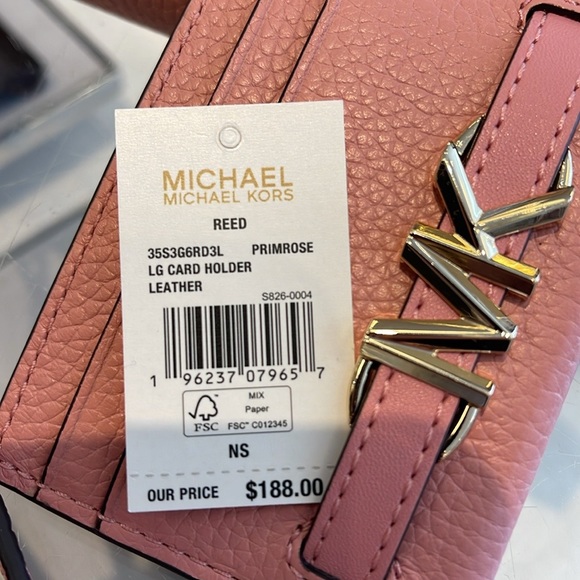 MICHAEL
MICHAEL KORS
REED
35S3G6RD3L PRIMROSE
LG CARD HOLDER
LEATHER
S826-0004
1 96237 07965 7
FSC
MIX
Paper
FSC™ C012345
NS
OUR PRICE $188.00
MK